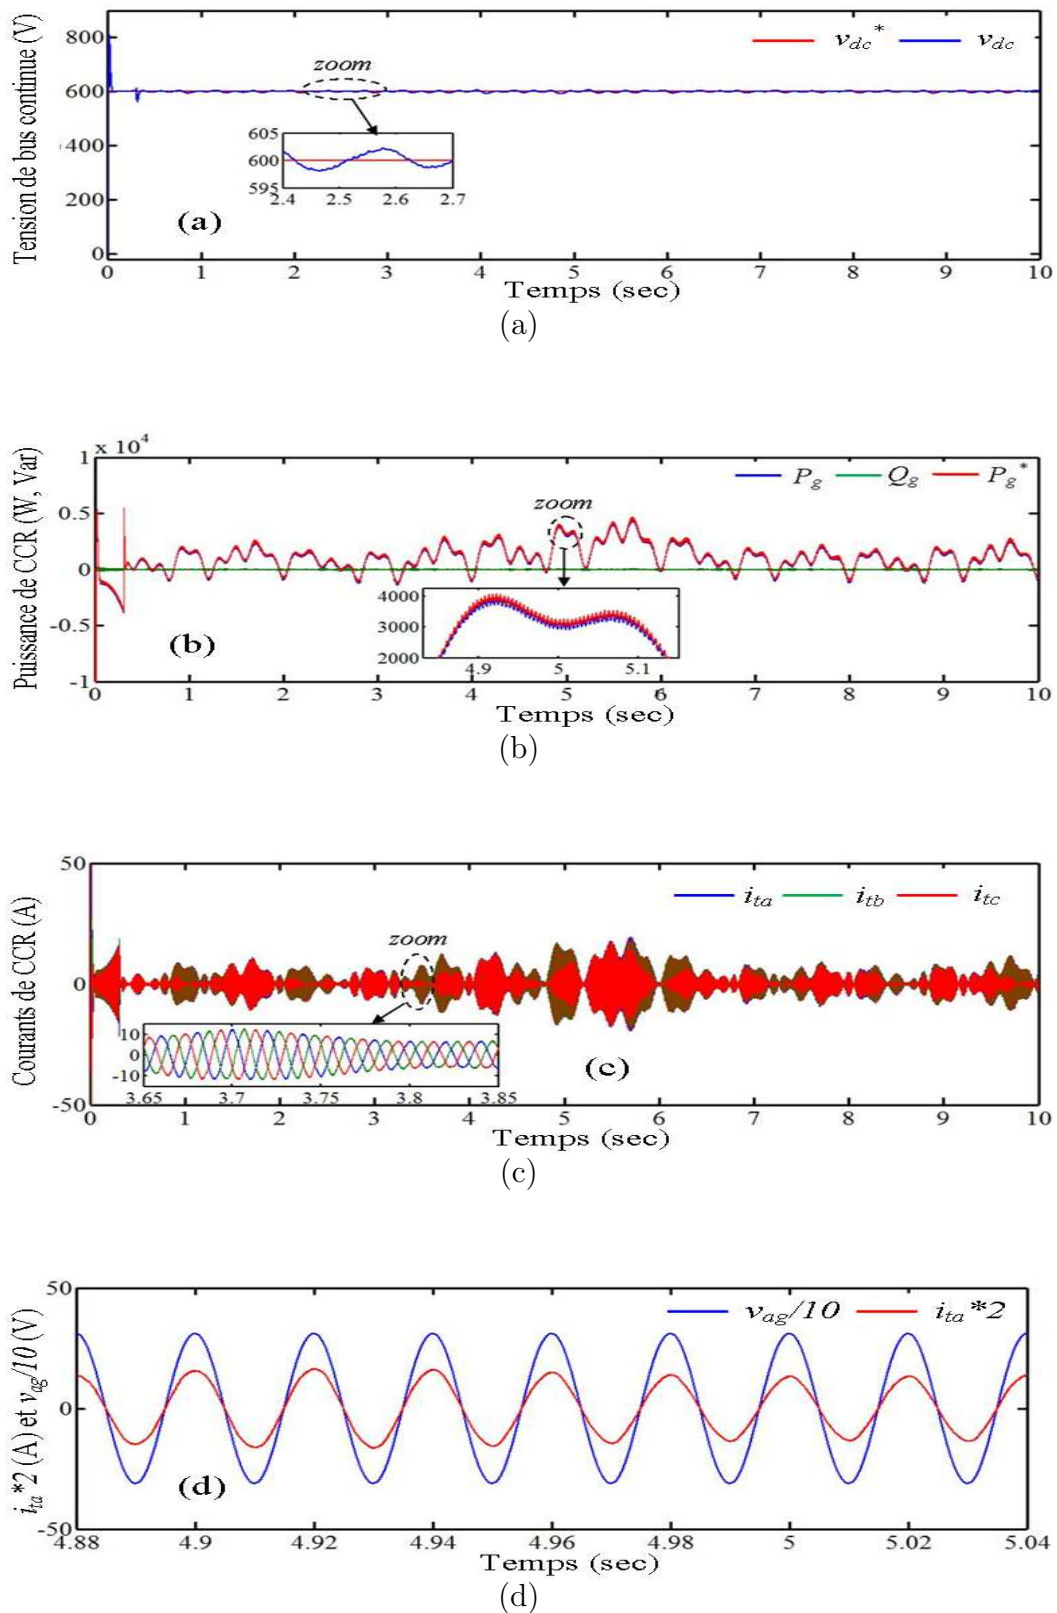 Tension de bus continue (V)
800
600
400
200
0
v_dc* v_dc
zoom
605
600
595
2.4 2.5 2.6 2.7
(a)
0 1 2 3 4 5 6 7 8 9 10
Temps (sec)
(a)
Puissance de CCR (W, Var)
x 10^4
1
0.5
0
-0.5
-1
P_g Q_g P_g*
zoom
4000
3000
2000
4.9 5 5.1
(b)
0 1 2 3 4 5 6 7 8 9 10
Temps (sec)
(b)
Courants de CCR (A)
50
0
-50
i_ta i_tb i_tc
zoom
10
0
-10
3.65 3.7 3.75 3.8 3.85
(c)
0 1 2 3 4 5 6 7 8 9 10
Temps (sec)
(c)
i_ta*2 (A) et v_ag/10 (V)
50
0
-50
v_ag/10 i_ta*2
(d)
4.88 4.9 4.92 4.94 4.96 4.98 5 5.02 5.04
Temps (sec)
(d)